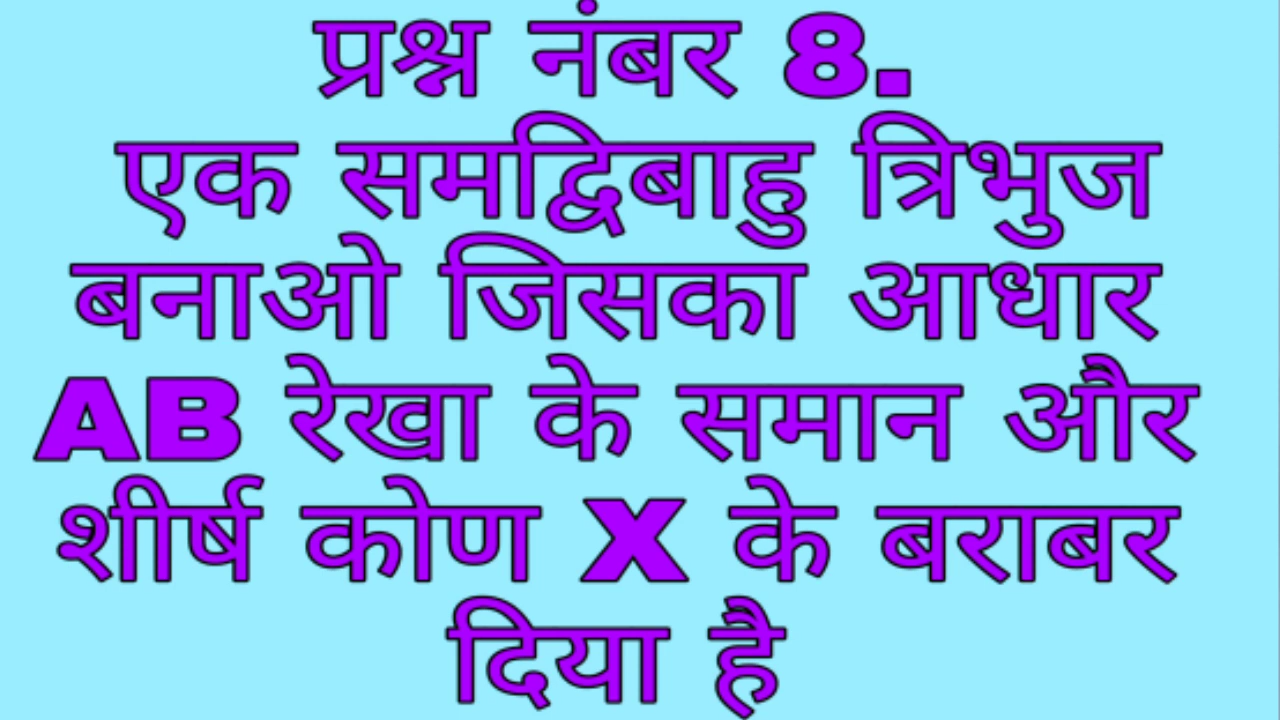 प्रश्न नंबर 8.
एक समद्विबाहु त्रिभुज
बनाओ जिसका आधार
AB रेखा के समान और
शीर्ष कोण X के बराबर
दिया है